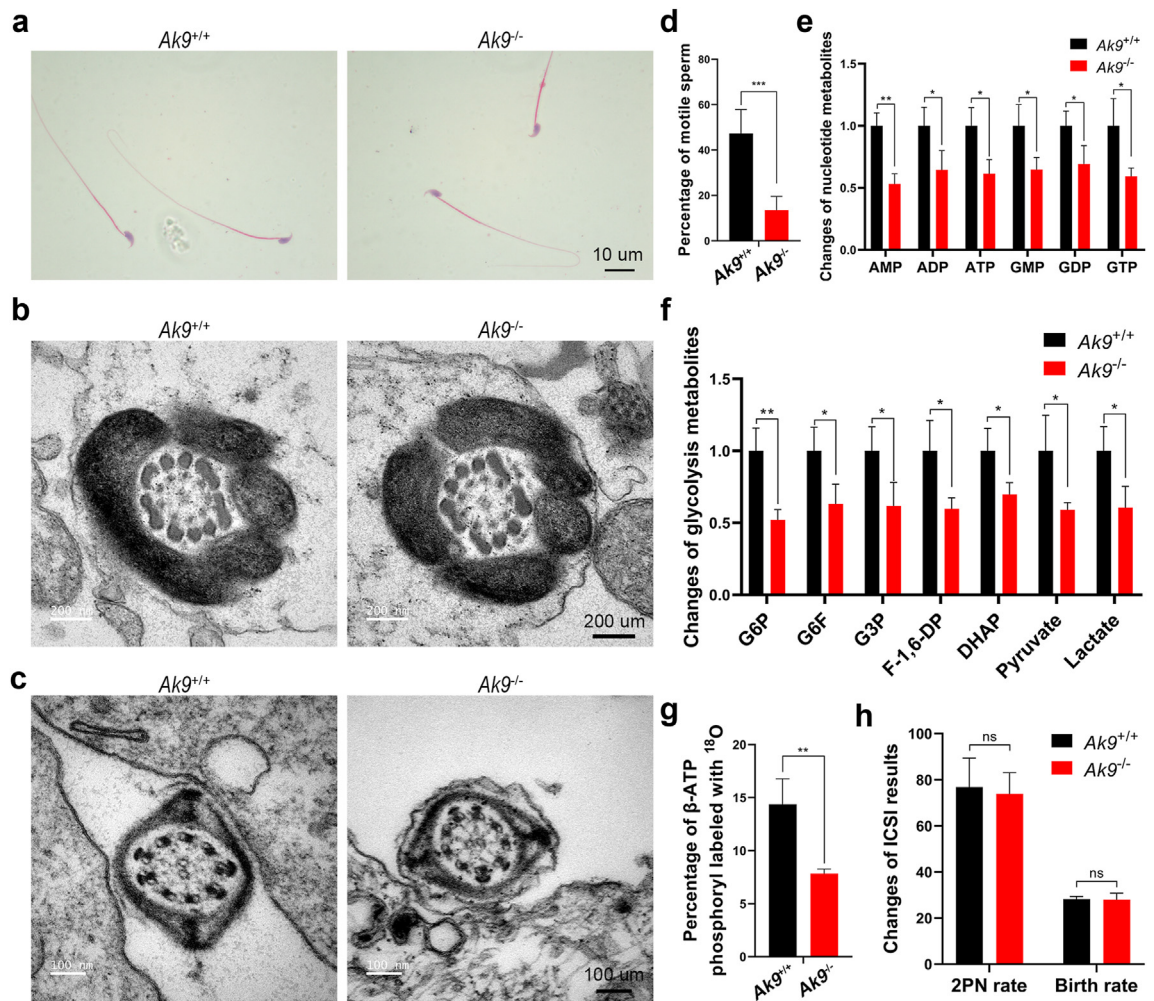 a
Ak9+/+
Ak9-/-
10 um
b
Ak9+/+
Ak9-/-
200 nm
200 nm
200 um
c
Ak9+/+
Ak9-/-
100 nm
100 nm
100 um
d
Percentage of motile sperm
80
60
40
20
0
***
Ak9+/+
Ak9-/-
e
Ak9+/+
Ak9-/-
Changes of nucleotide metabolites
1.5
1.0
0.5
0.0
**
*
*
*
*
*
AMP ADP ATP GMP GDP GTP
f
Ak9+/+
Ak9-/-
Changes of glycolysis metabolites
1.5
1.0
0.5
0.0
**
*
*
*
*
*
*
G6P
G6F
G3P
F-1,6-DP
DHAP
Pyruvate
Lactate
g
Percentage of β-ATP
phosphoryl labeled with 18O
20
15
10
5
0
**
Ak9+/+
Ak9-/-
h
Ak9+/+
Ak9-/-
Changes of ICSI results
100
80
60
40
20
0
ns
ns
2PN rate Birth rate